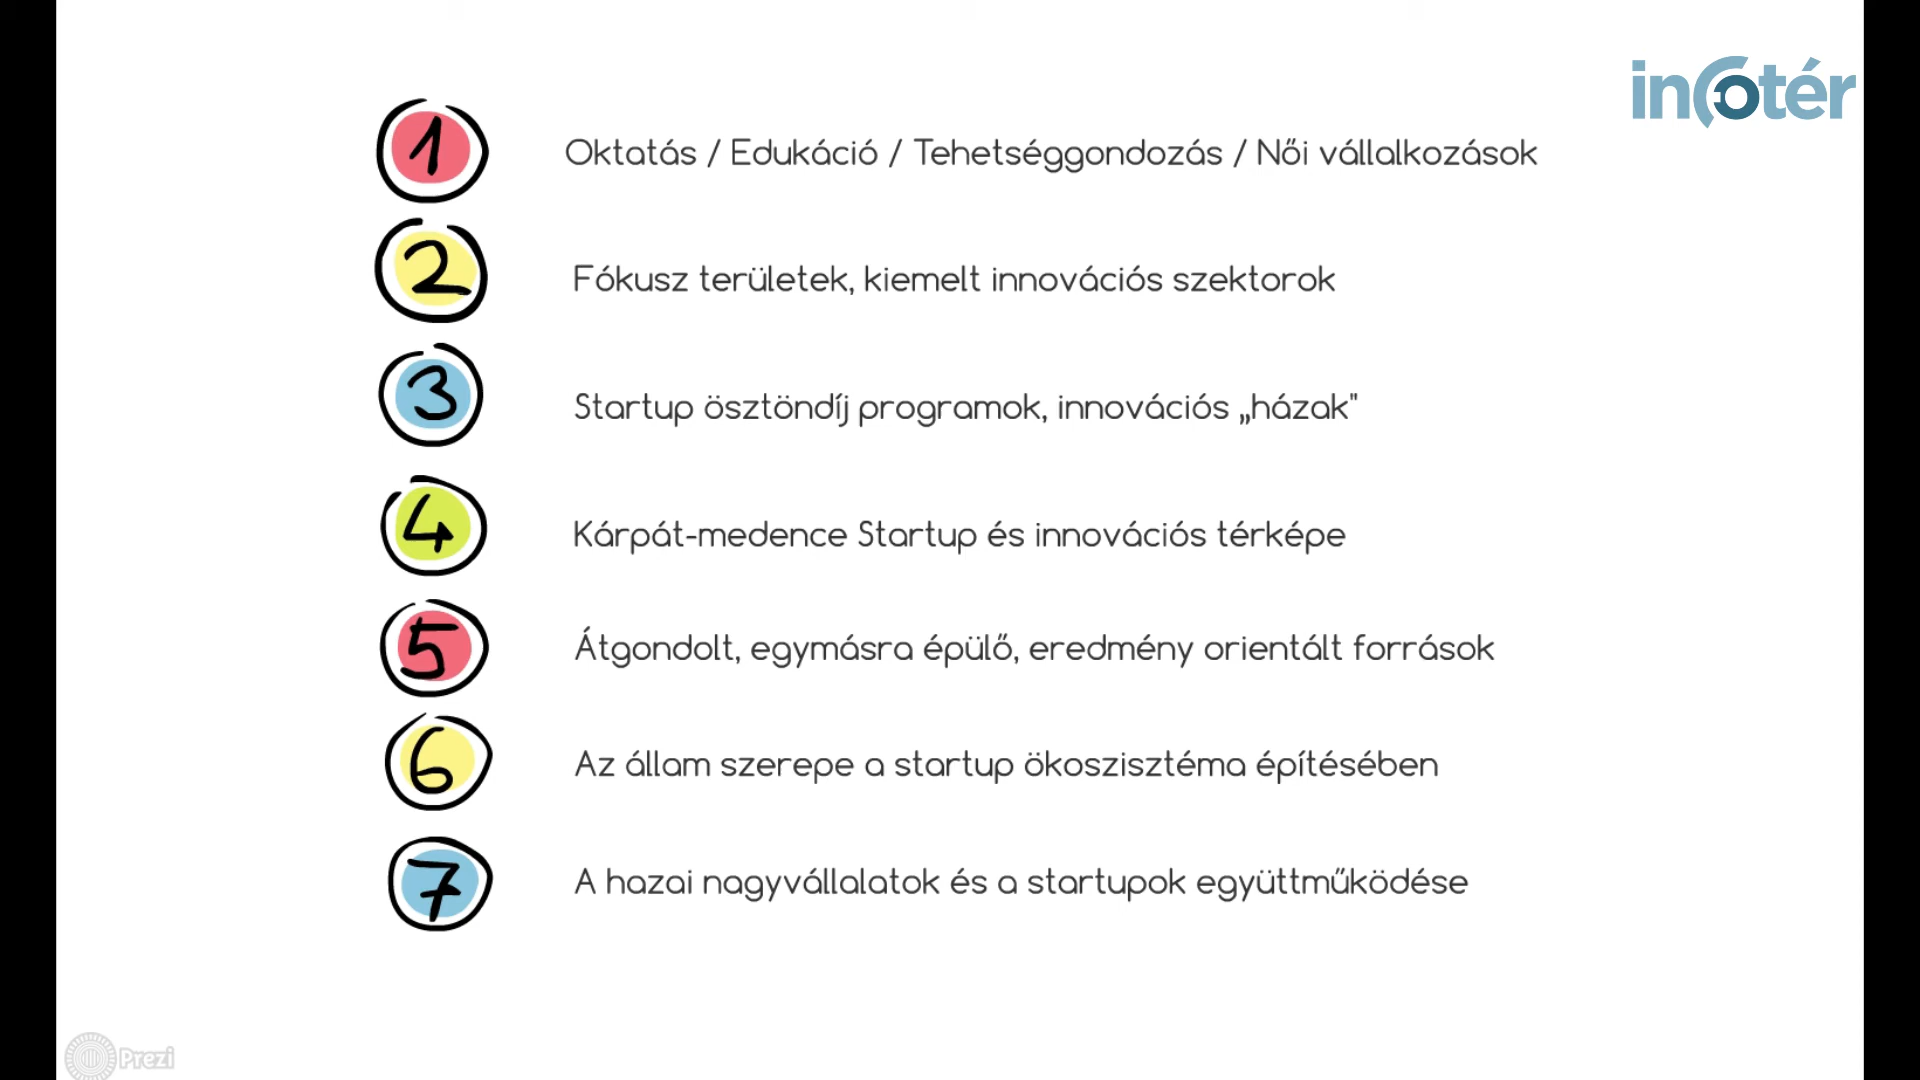 infotér
1 Oktatás / Edukáció / Tehetséggondozás / Női vállalkozások
2 Fókusz területek, kiemelt innovációs szektorok
3 Startup ösztöndíj programok, innovációs „házak"
4 Kárpát-medence Startup és innovációs térképe
5 Átgondolt, egymásra épülő, eredmény orientált források
6 Az állam szerepe a startup ökoszisztéma építésében
7 A hazai nagyvállalatok és a startupok együttműködése
Prezi